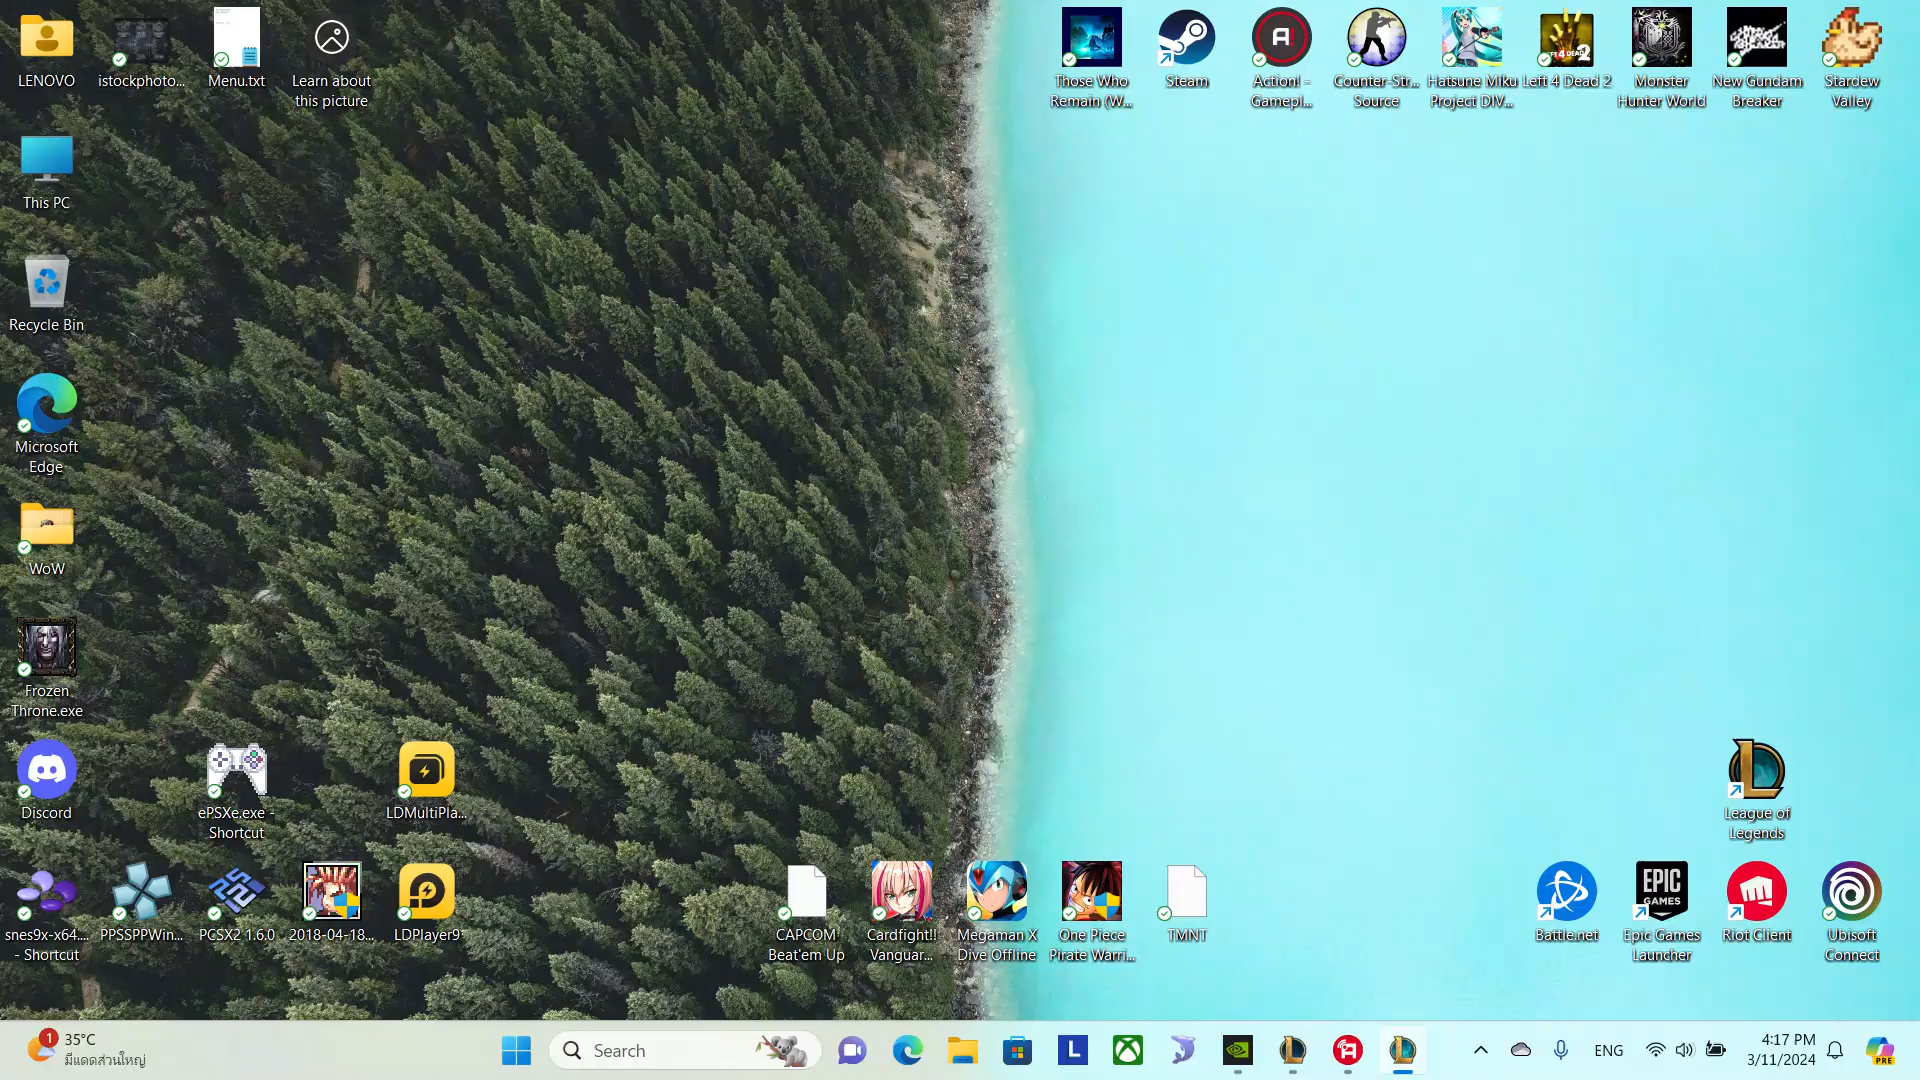 LENOVO
istockphoto...
Menu.txt
Learn about
this picture
Those Who
Remain (W...
Steam
Action! -
Gamepl...
Counter-Str...
Source
Hatsune Miku
Project DIV...
Left 4 Dead 2
Monster
Hunter World
New Gundam
Breaker
Stardew
Valley
This PC
Recycle Bin
Microsoft
Edge
WoW
Frozen
Throne.exe
Discord
ePSXe.exe -
Shortcut
LDMultiPla...
League of
Legends
snes9x-x64....
- Shortcut
PPSSPPWin...
PCSX2 1.6.0
2018-04-18...
LDPlayer9
CAPCOM
Beat'em Up
Cardfight!!
Vanguar...
Megaman X
Dive Offline
One Piece
Pirate Warri...
TMNT
Battle.net
EPIC
GAMES
Epic Games
Launcher
Riot Client
Ubisoft
Connect
1
35°C
มีแดดส่วนใหญ่
Search
L
ENG
4:17 PM
3/11/2024
PRE